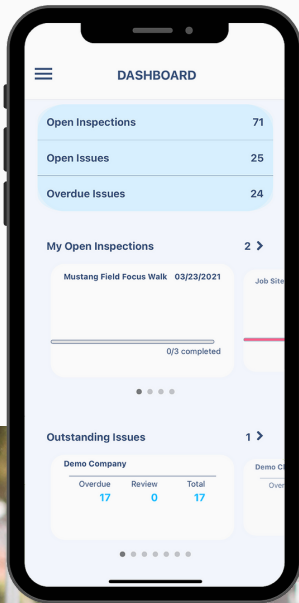 DASHBOARD
Open Inspections 71
Open Issues 25
Overdue Issues 24
My Open Inspections 2
Mustang Field Focus Walk 03/23/2021
Job Site
0/3 completed
Outstanding Issues 1
Demo Company
Demo
Overdue Review Total
Over
17 0 17